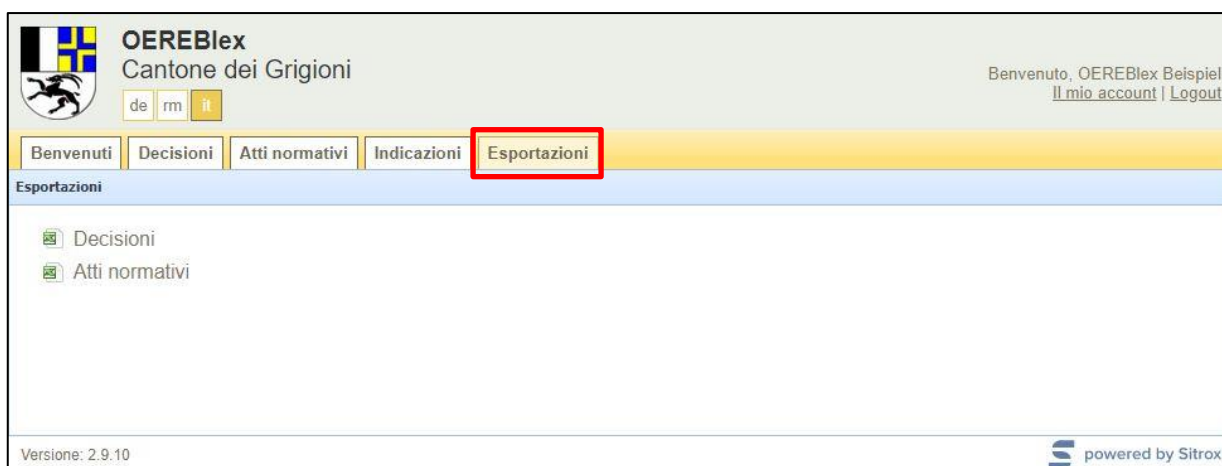 OEREBlex
Cantone dei Grigioni
de rm it
Benvenuto, OEREBlex Beispiel
Il mio account | Logout
Benvenuti Decisioni Atti normativi Indicazioni Esportazioni
Esportazioni
Decisioni
Atti normativi
Versione: 2.9.10
powered by Sitrox